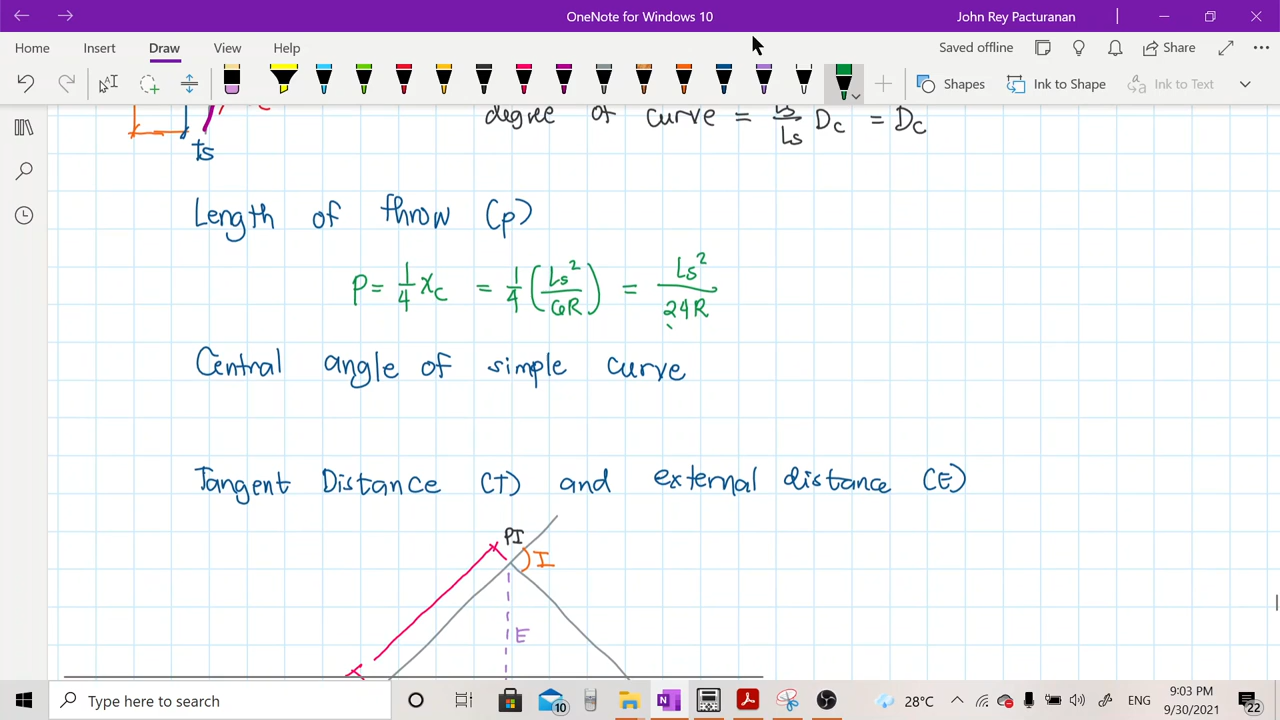 OneNote for Windows 10
John Rey Pacturanan
Home Insert Draw View Help
Saved offline
Share
Shapes
Ink to Shape
Ink to Text
degree of curve = Ls/Ls Dc = Dc
ts
Length of throw (p)
P = 1/4 Xc = 1/4 (Ls²/6R) = Ls²/24R
Central angle of simple curve
Tangent Distance (T) and external distance (E)
PI
I
E
Type here to search
10
28°C
ENG
9:03 PM
9/30/2021
22